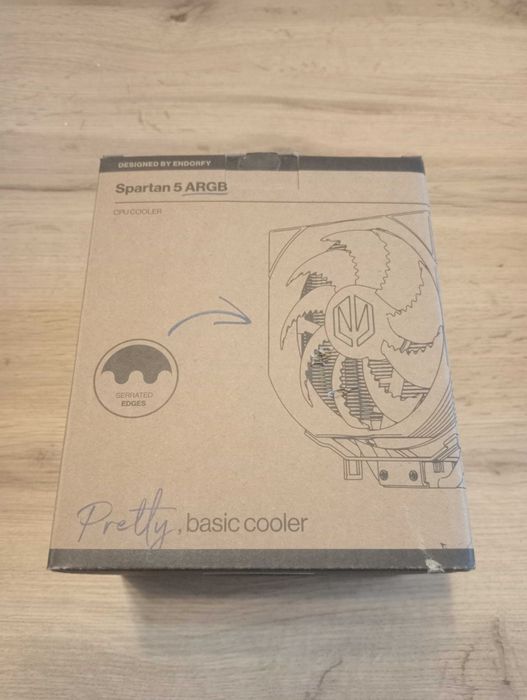 DESIGNED BY ENDORFY
Spartan 5 ARGB
CPU COOLER
SERRATED
EDGES
Pretty, basic cooler